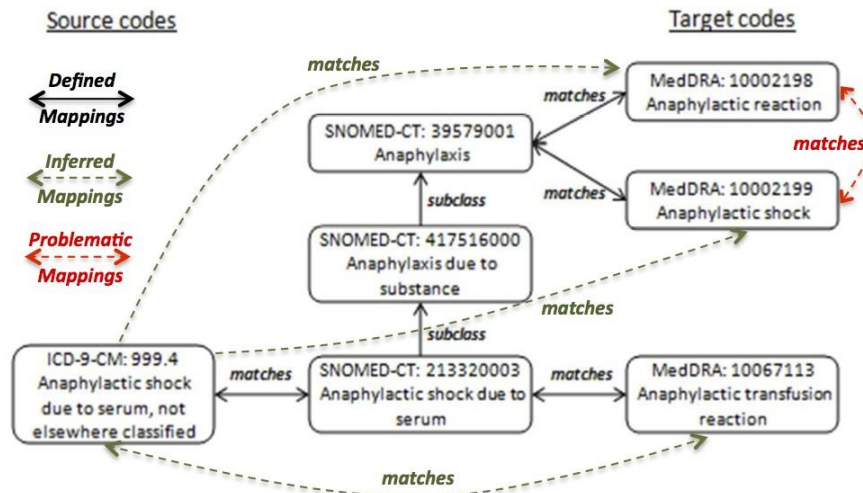 Source codes
Target codes
Defined
Mappings
Inferred
Mappings
Problematic
Mappings
matches
MedDRA: 10002198
Anaphylactic reaction
matches
SNOMED-CT: 39579001
Anaphylaxis
matches
matches
MedDRA: 10002199
Anaphylactic shock
subclass
SNOMED-CT: 417516000
Anaphylaxis due to
substance
matches
subclass
ICD-9-CM: 999.4
Anaphylactic shock
due to serum, not
elsewhere classified
matches
SNOMED-CT: 213320003
Anaphylactic shock due to
serum
matches
MedDRA: 10067113
Anaphylactic transfusion
reaction
matches